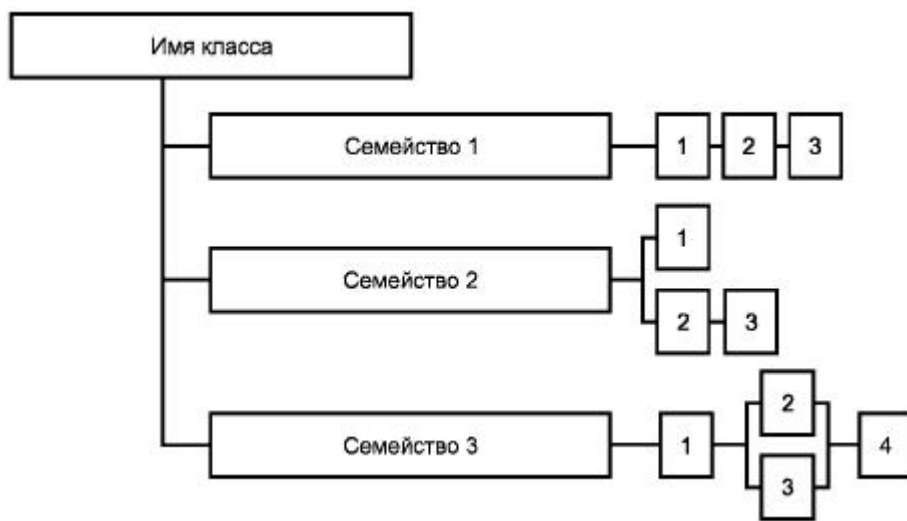 Имя класса
Семейство 1
1 2 3
1
Семейство 2
2 3
2
Семейство 3
1
4
3